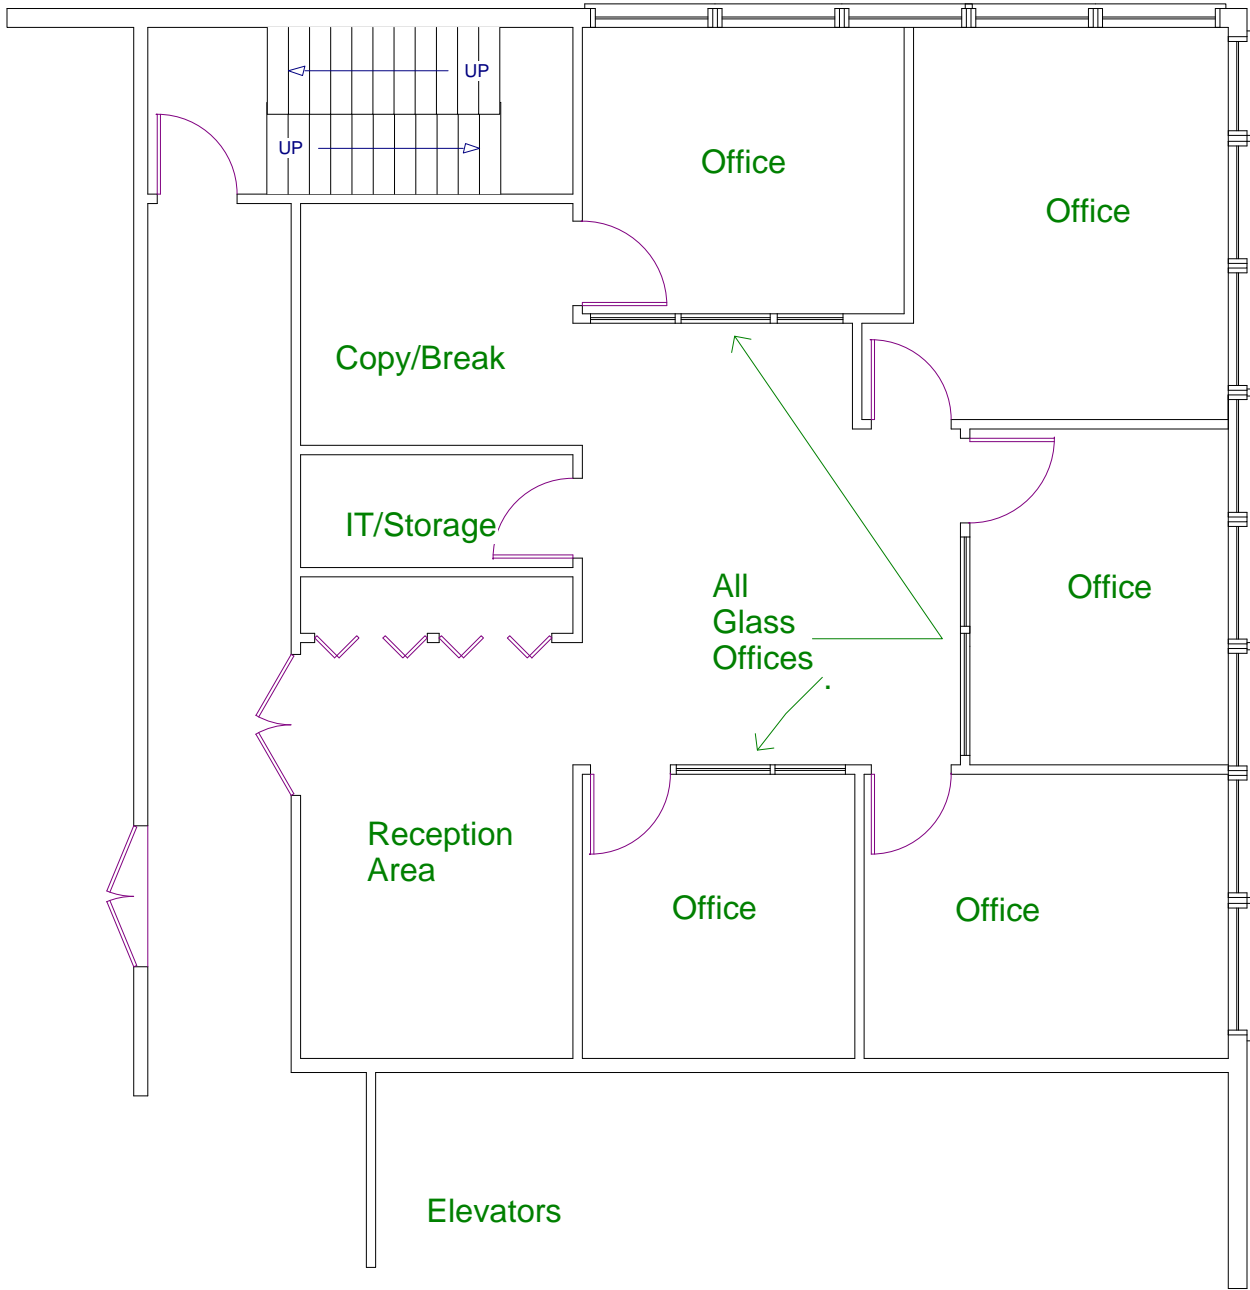 UP
UP
Office
Office
Copy/Break
IT/Storage
All
Glass
Offices
.
Office
Reception
Area
Office
Office
Elevators